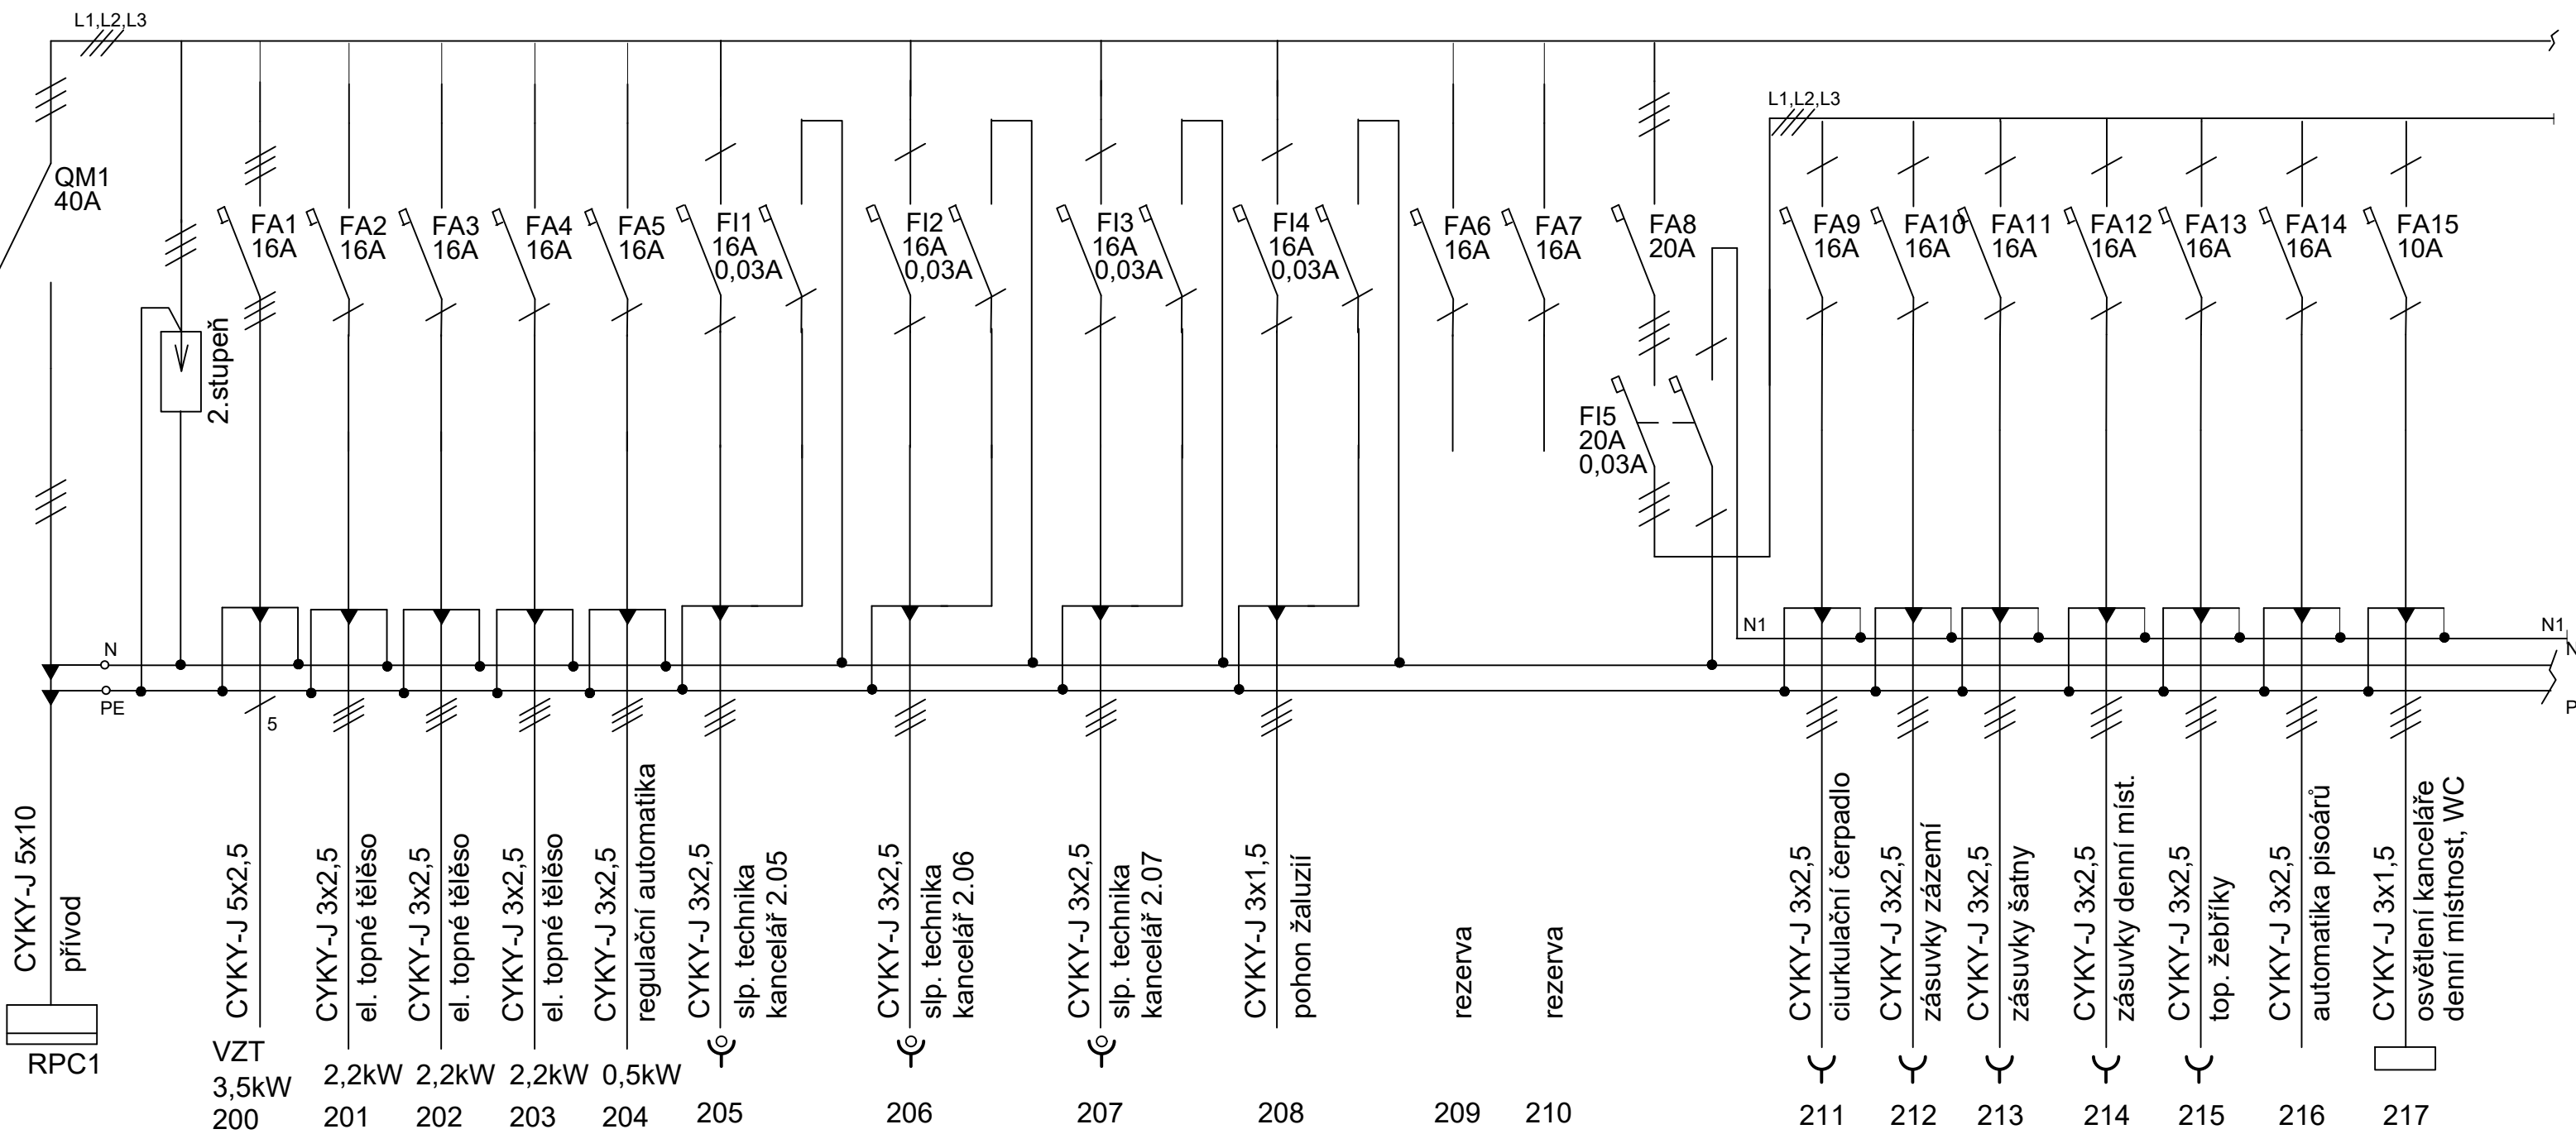 L1,L2,L3
L1,L2,L3
QM1
40A
FA1
16A
FA2
16A
FA3
16A
FA4
16A
FA5
16A
FI1
16A
0,03A
FI2
16A
0,03A
FI3
16A
0,03A
FI4
16A
0,03A
FA6
16A
FA7
16A
FA8
20A
FA9
16A
FA10
16A
FA11
16A
FA12
16A
FA13
16A
FA14
16A
FA15
10A
2.stupeň
FI5
20A
0,03A
N
PE
5
N1
N1
N
P
CYKY-J 5x10
přívod
RPC1
CYKY-J 5x2,5
VZT
3,5kW
200
CYKY-J 3x2,5
el. topné tělěso
2,2kW
201
CYKY-J 3x2,5
el. topné tělěso
2,2kW
202
CYKY-J 3x2,5
el. topné tělěso
2,2kW
203
CYKY-J 3x2,5
regulační automatika
0,5kW
204
CYKY-J 3x2,5
slp. technika
kancelář 2.05
205
CYKY-J 3x2,5
slp. technika
kancelář 2.06
206
CYKY-J 3x2,5
slp. technika
kancelář 2.07
207
CYKY-J 3x1,5
pohon žaluzií
208
rezerva
209
rezerva
210
CYKY-J 3x2,5
ciurkulační čerpadlo
211
CYKY-J 3x2,5
zásuvky zázemí
212
CYKY-J 3x2,5
zásuvky šatny
213
CYKY-J 3x2,5
zásuvky denní míst.
214
CYKY-J 3x2,5
top. žebříky
215
CYKY-J 3x2,5
automatika pisoárů
216
CYKY-J 3x1,5
osvětlení kanceláře
denní místnost, WC
217